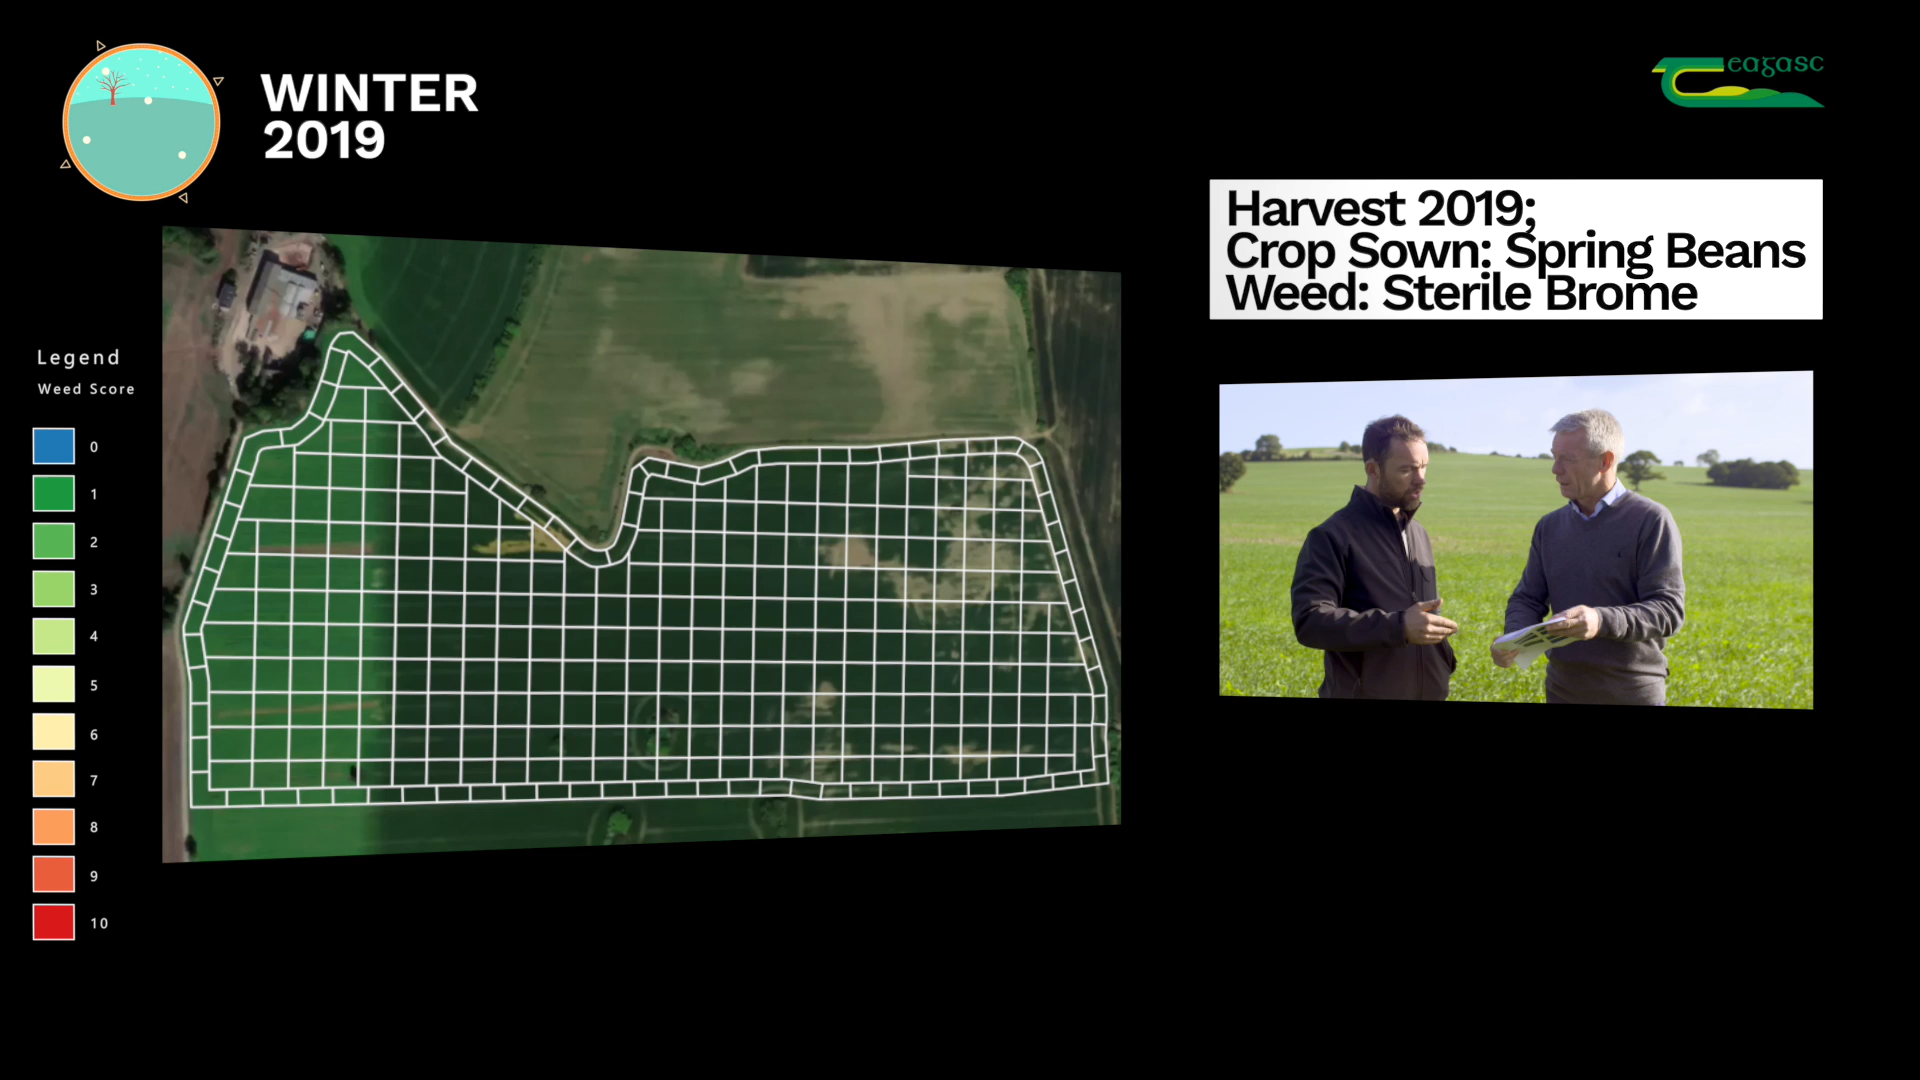 WINTER
2019
eagasc
Harvest 2019;
Crop Sown: Spring Beans
Weed: Sterile Brome
Legend
Weed Score
0
1
2
3
4
5
6
7
8
9
10